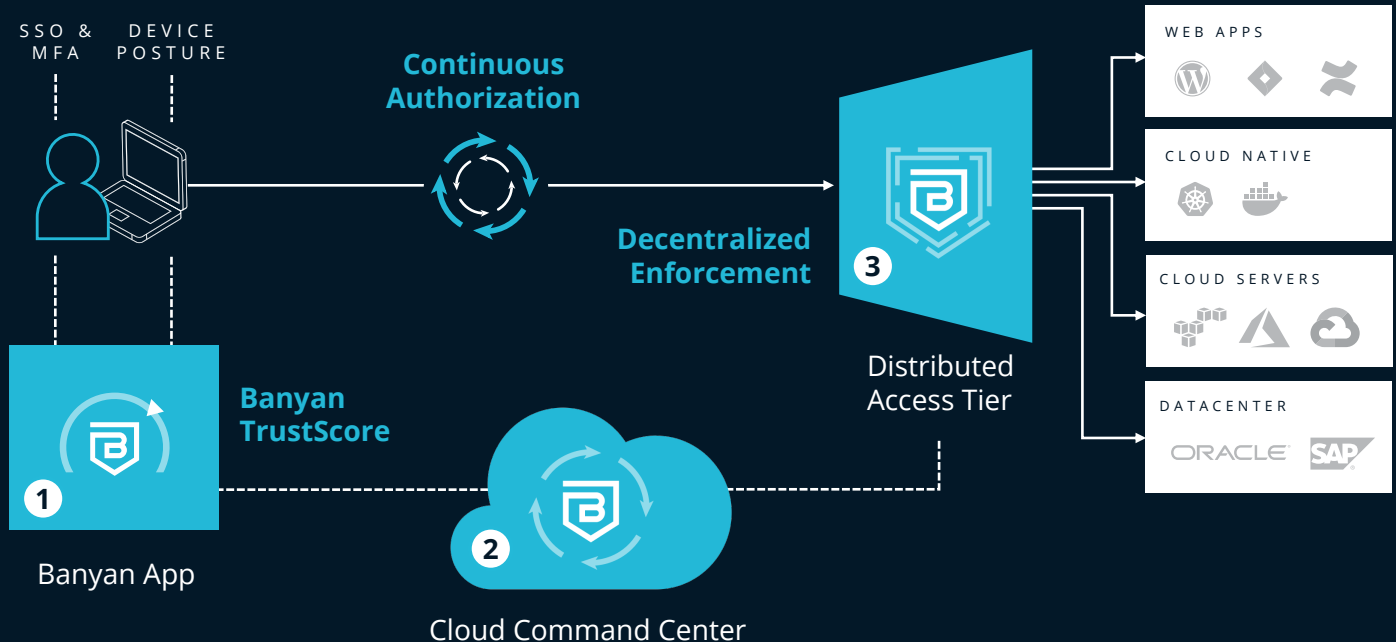 SSO &
MFA
DEVICE
POSTURE
Continuous
Authorization
Decentralized
Enforcement
3
Distributed
Access Tier
WEB APPS
CLOUD NATIVE
CLOUD SERVERS
DATACENTER
ORACLE
SAP
B
1
Banyan App
Banyan
TrustScore
B
2
Cloud Command Center
B